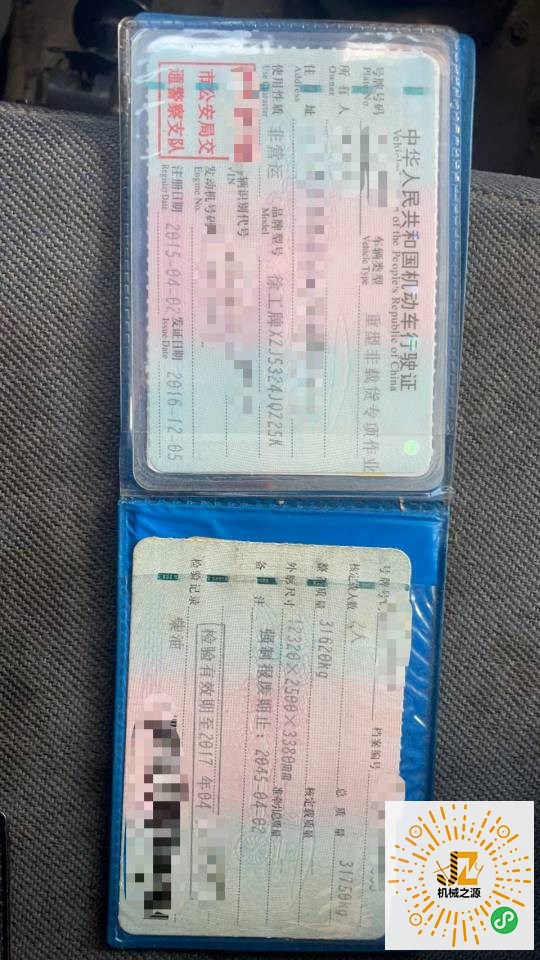 中华人民共和国机动车行驶证
of the People's Republic of China
号牌号码
Plate No.
车辆类型 重型非载货专项作业
Vehicle Type
所有人
Owner
住址
Address
使用性质 非营运
Use Character
品牌型号 徐工牌XZJ5324JQZ25K
Model
市公安局交
通警察支队
辆识别代号
VIN
发动机号码
Engine No.
注册日期 2015-04-02
Register Date
发证日期 2016-12-05
Issue Date
号牌号
档案编号
核定载人数 2人
总质量 31750kg
整备质量 31620kg
核定载质量
外廓尺寸 12320×2500×3380mm
准牵引总质量
备注 强制报废期止:2045-04-02
检验有效期至2017年04
检验记录
柴油
机械之源